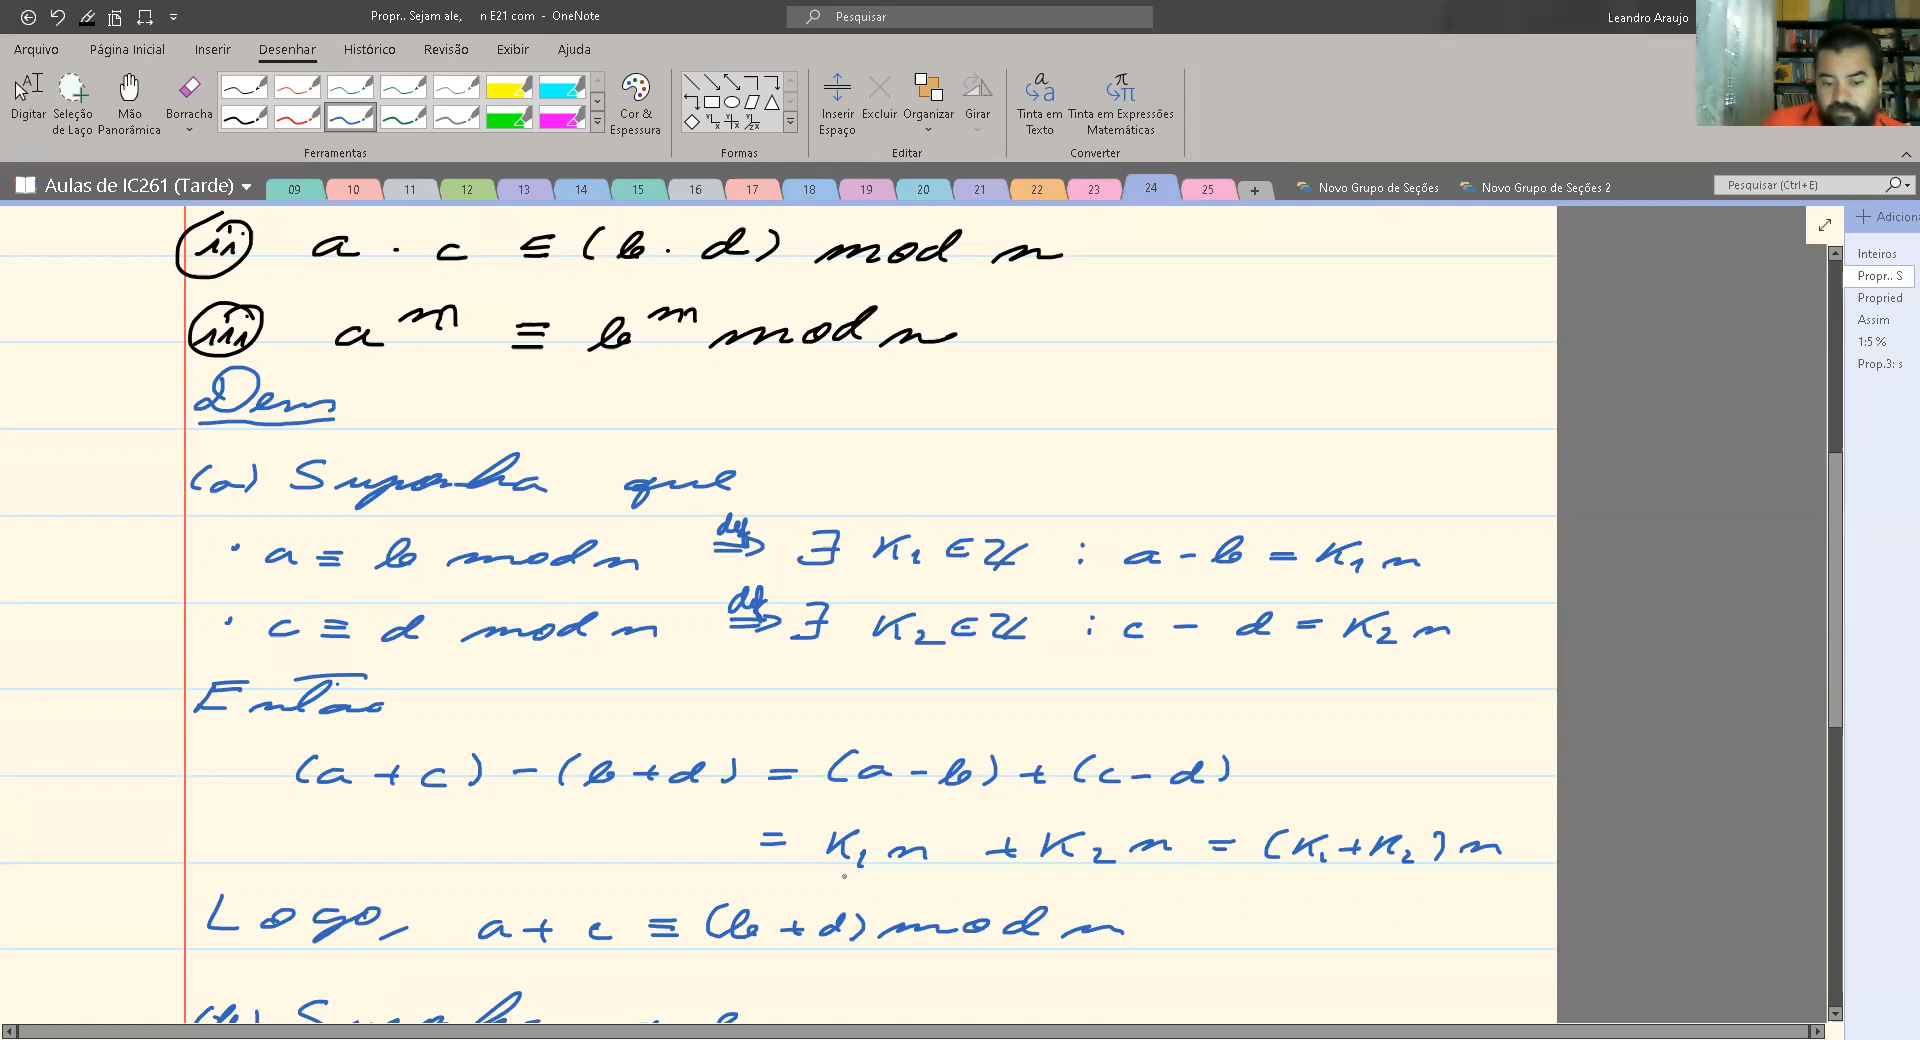 Propr.. Sejam ale, n E21 com - OneNote
Pesquisar
Leandro Araujo
Arquivo Página Inicial Inserir Desenhar Histórico Revisão Exibir Ajuda
Digitar
Seleção de Laço
Mão Panorâmica
Borracha
Cor & Espessura
Inserir Espaço
Excluir
Organizar
Girar
Tinta em Texto
Tinta em Expressões Matemáticas
Ferramentas Formas Editar Converter
Aulas de IC261 (Tarde) 09 10 11 12 13 14 15 16 17 18 19 20 21 22 23 24 25 + Novo Grupo de Seções Novo Grupo de Seções 2 Pesquisar (Ctrl+E)
Adiciona
Inteiros
Propr.. S
Propried
Assim
1:5 %
Prop.3: s
ii a · c ≡ (b · d) mod n
iii a^m ≡ b^m mod n
Dem
(a) Suponha que
· a ≡ b mod n def⇒ ∃ K₁ ∈ ℤ : a - b = K₁ n
· c ≡ d mod n def⇒ ∃ K₂ ∈ ℤ : c - d = K₂ n
Então
(a + c) - (b + d) = (a - b) + (c - d)
= K₁ n + K₂ n = (K₁ + K₂) n
Logo, a + c ≡ (b + d) mod n
(b) Suponha que